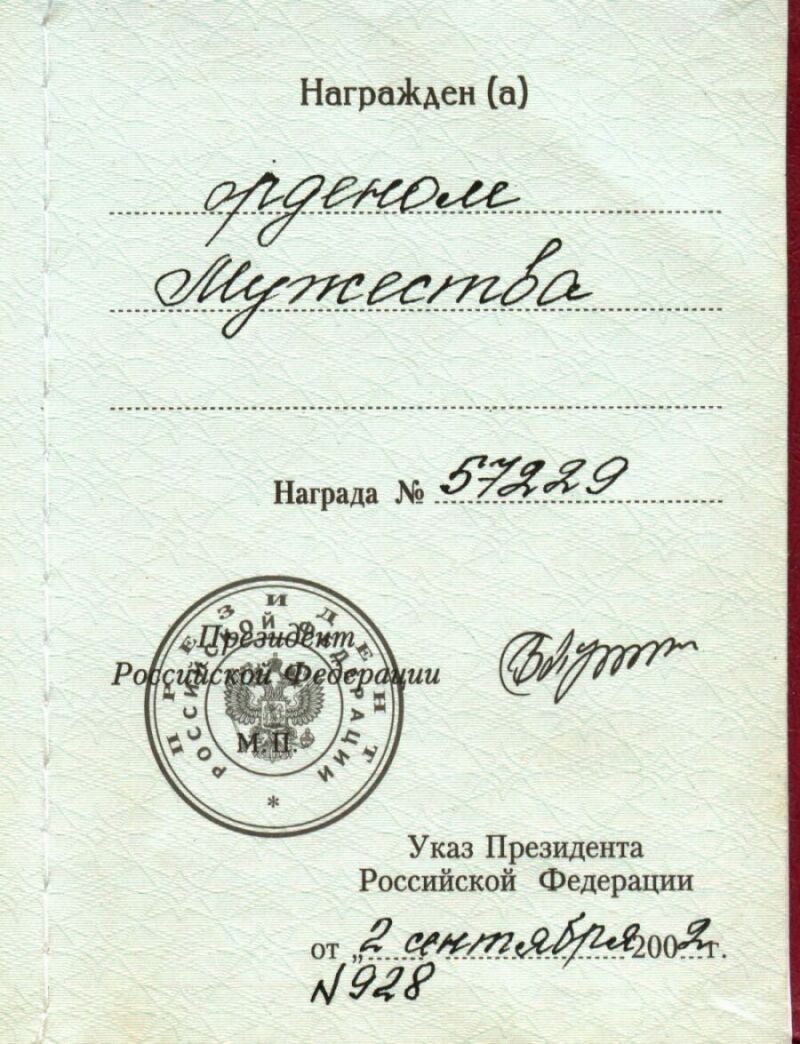 Награжден (а)
орденом
Мужества
Награда № 57229
ПРЕЗИДЕНТ
РОССИЙСКОЙ ФЕДЕРАЦИИ
Президент
Российской Федерации
М.П.
*
Указ Президента
Российской Федерации
от „2 сентября 2002г.
N928